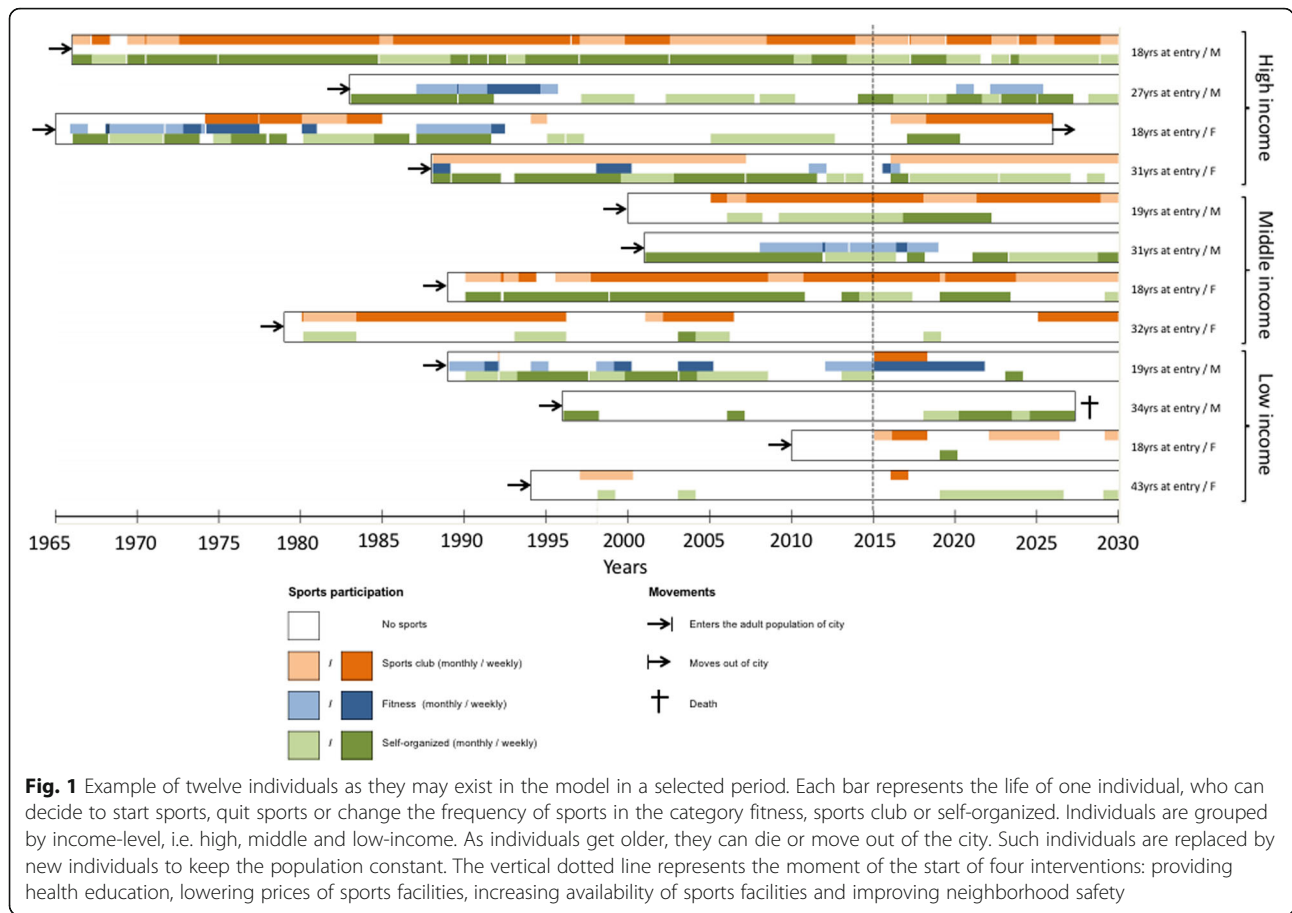 18yrs at entry / M
27yrs at entry / M
18yrs at entry / F
31yrs at entry / F
High income
19yrs at entry / M
31yrs at entry / M
18yrs at entry / F
32yrs at entry / F
Middle income
19yrs at entry / M
34yrs at entry / M
18yrs at entry / F
43yrs at entry / F
Low income
1965 1970 1975 1980 1985 1990 1995 2000 2005 2010 2015 2020 2025 2030
Years
Sports participation
No sports
/ Sports club (monthly / weekly)
/ Fitness (monthly / weekly)
/ Self-organized (monthly / weekly)
Movements
Enters the adult population of city
Moves out of city
Death
Fig. 1 Example of twelve individuals as they may exist in the model in a selected period. Each bar represents the life of one individual, who can
decide to start sports, quit sports or change the frequency of sports in the category fitness, sports club or self-organized. Individuals are grouped
by income-level, i.e. high, middle and low-income. As individuals get older, they can die or move out of the city. Such individuals are replaced by
new individuals to keep the population constant. The vertical dotted line represents the moment of the start of four interventions: providing
health education, lowering prices of sports facilities, increasing availability of sports facilities and improving neighborhood safety